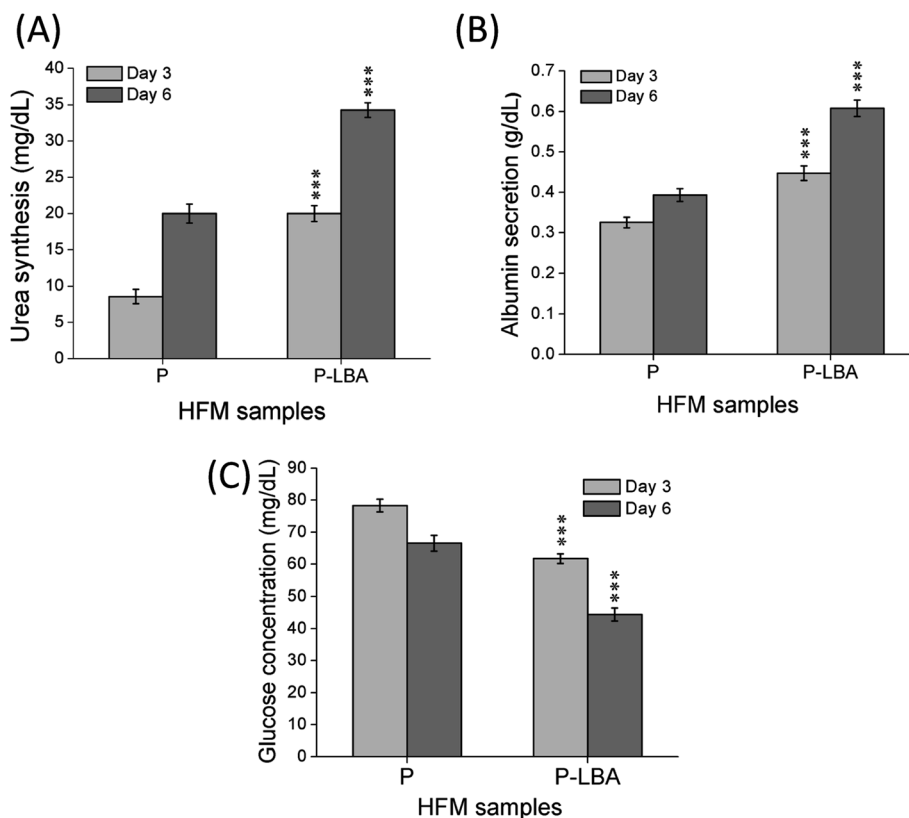 (A)
Urea synthesis (mg/dL)
Day 3
Day 6
40
35
30
25
20
15
10
5
0
***
***
P
P-LBA
HFM samples
(B)
Albumin secretion (g/dL)
Day 3
Day 6
0.7
0.6
0.5
0.4
0.3
0.2
0.1
0.0
***
***
P
P-LBA
HFM samples
(C)
Glucose concentration (mg/dL)
Day 3
Day 6
90
80
70
60
50
40
30
20
10
0
***
***
P
P-LBA
HFM samples